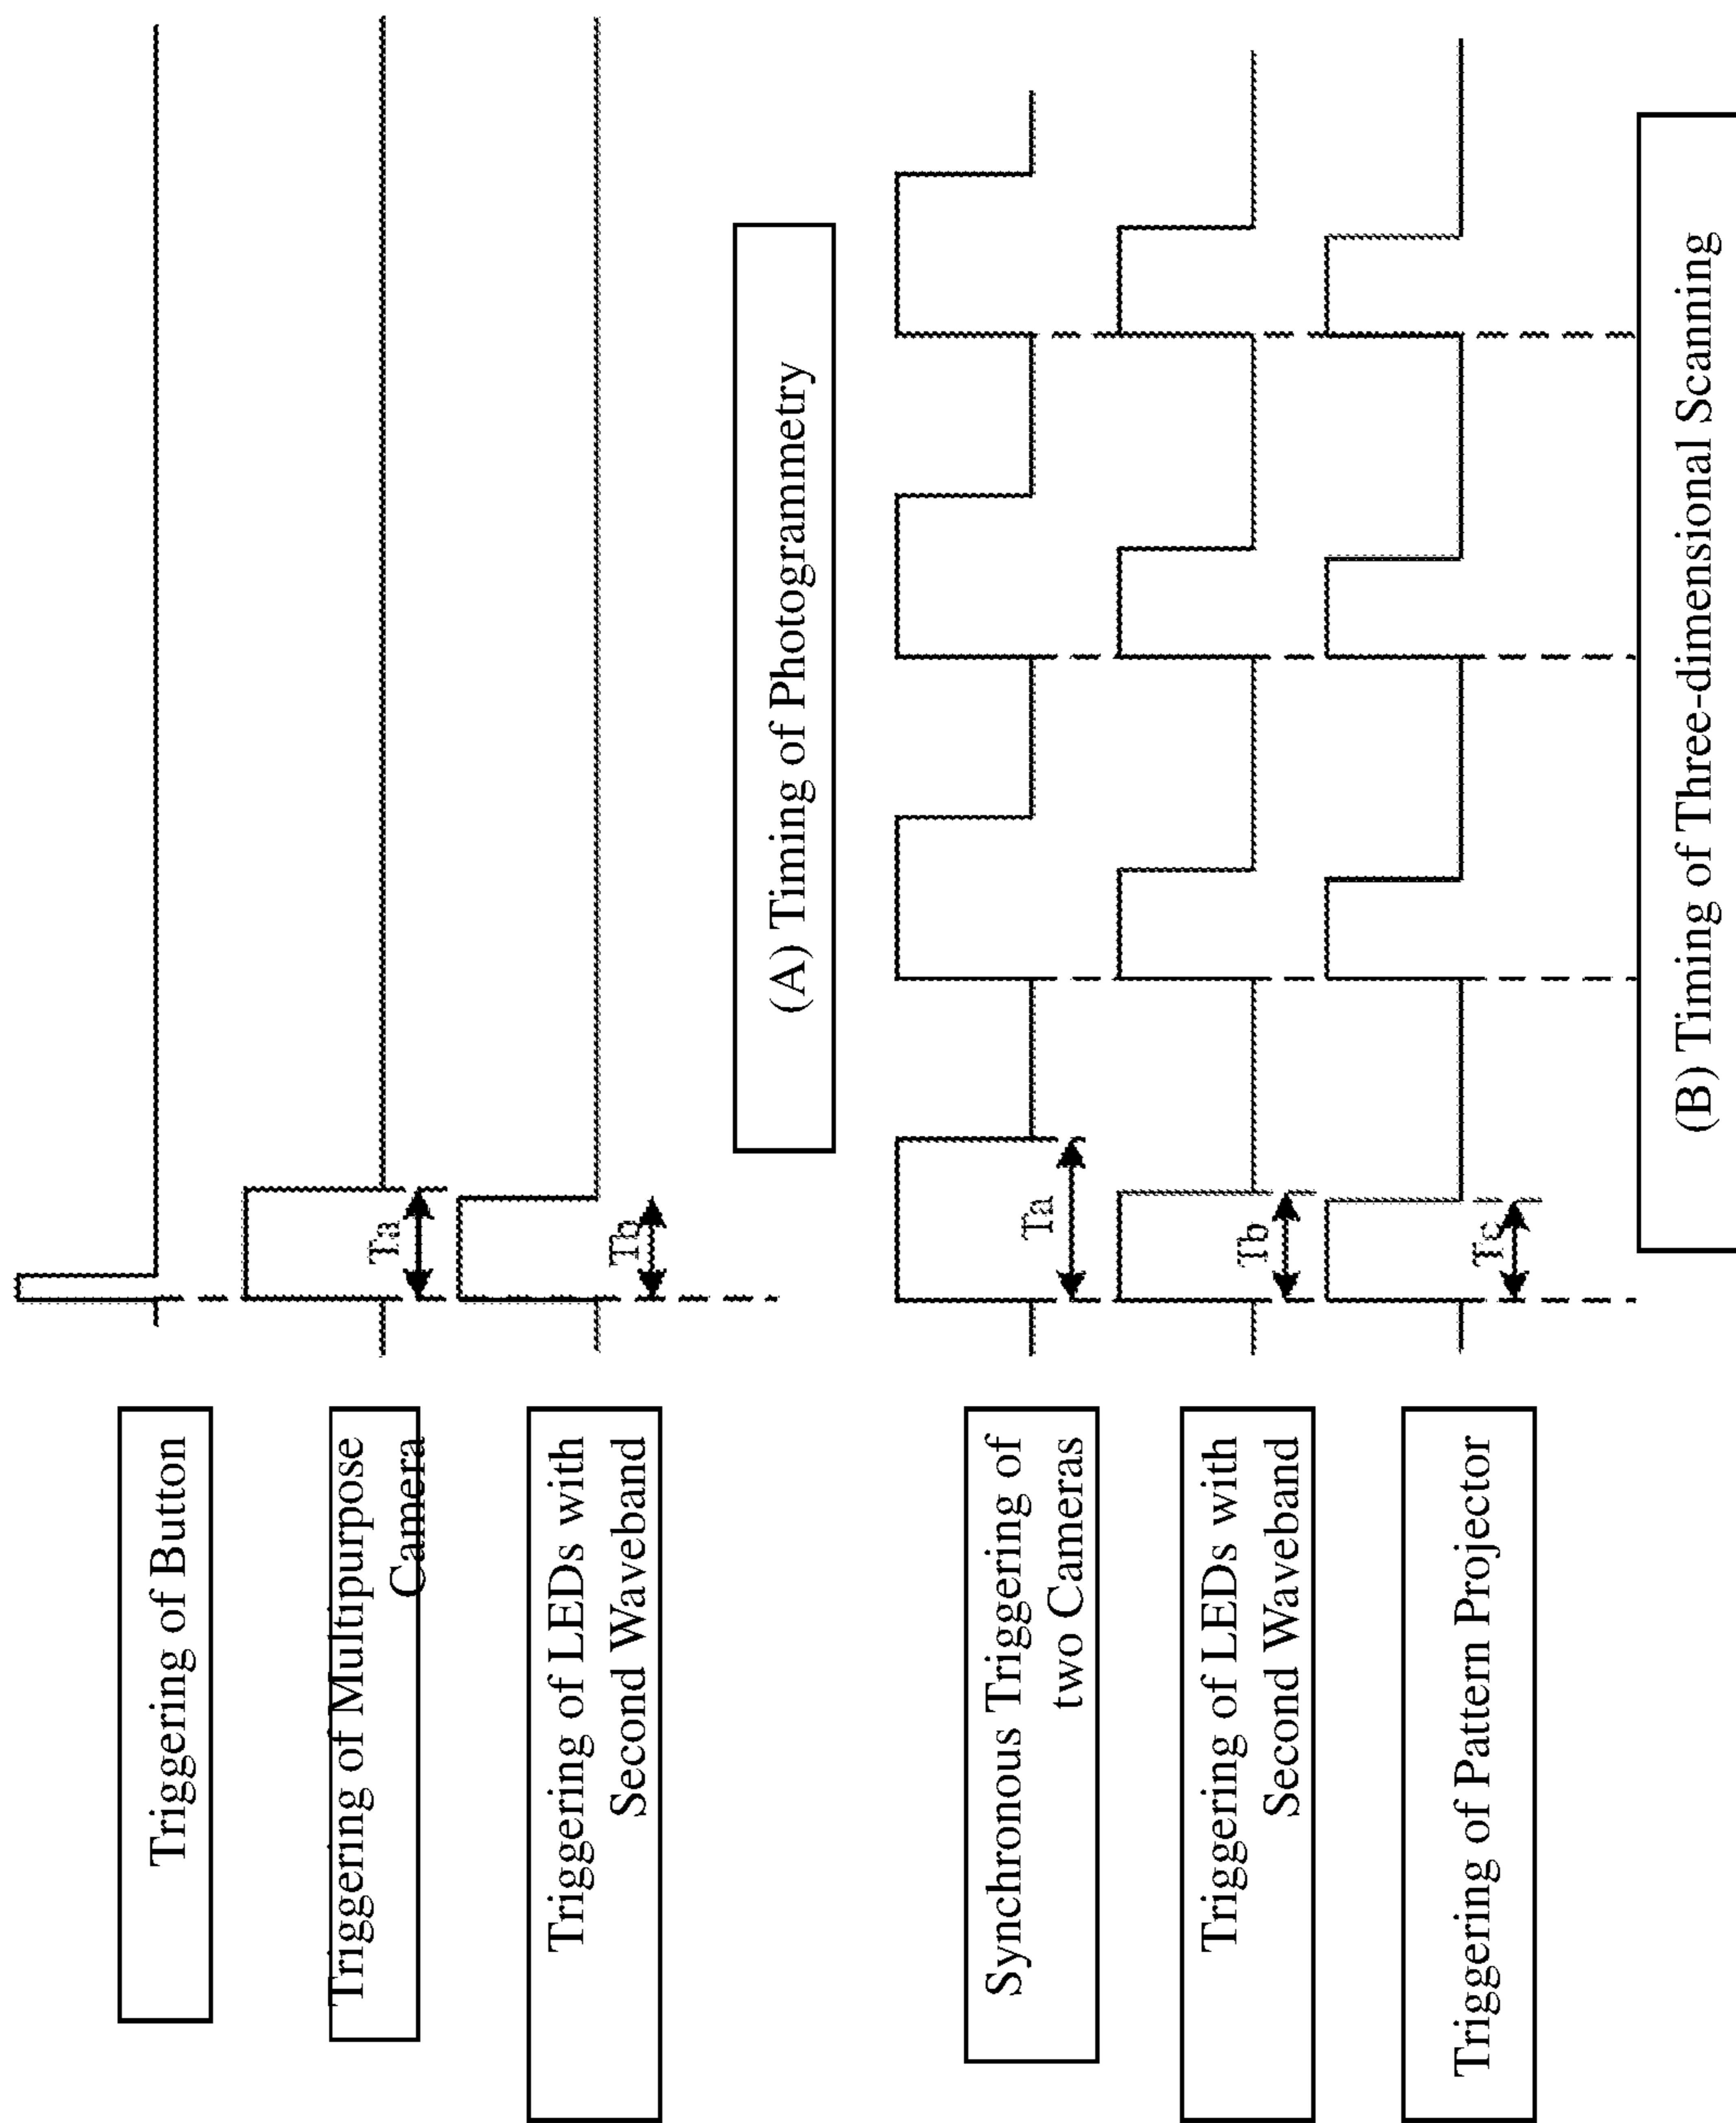 Triggering of Button
Triggering of Multipurpose
Camera
Ta
Triggering of LEDs with
Second Waveband
Tb
(A) Timing of Photogrammetry
Synchronous Triggering of
two Cameras
Ta
Triggering of LEDs with
Second Waveband
Tb
Triggering of Pattern Projector
Tc
(B) Timing of Three-dimensional Scanning